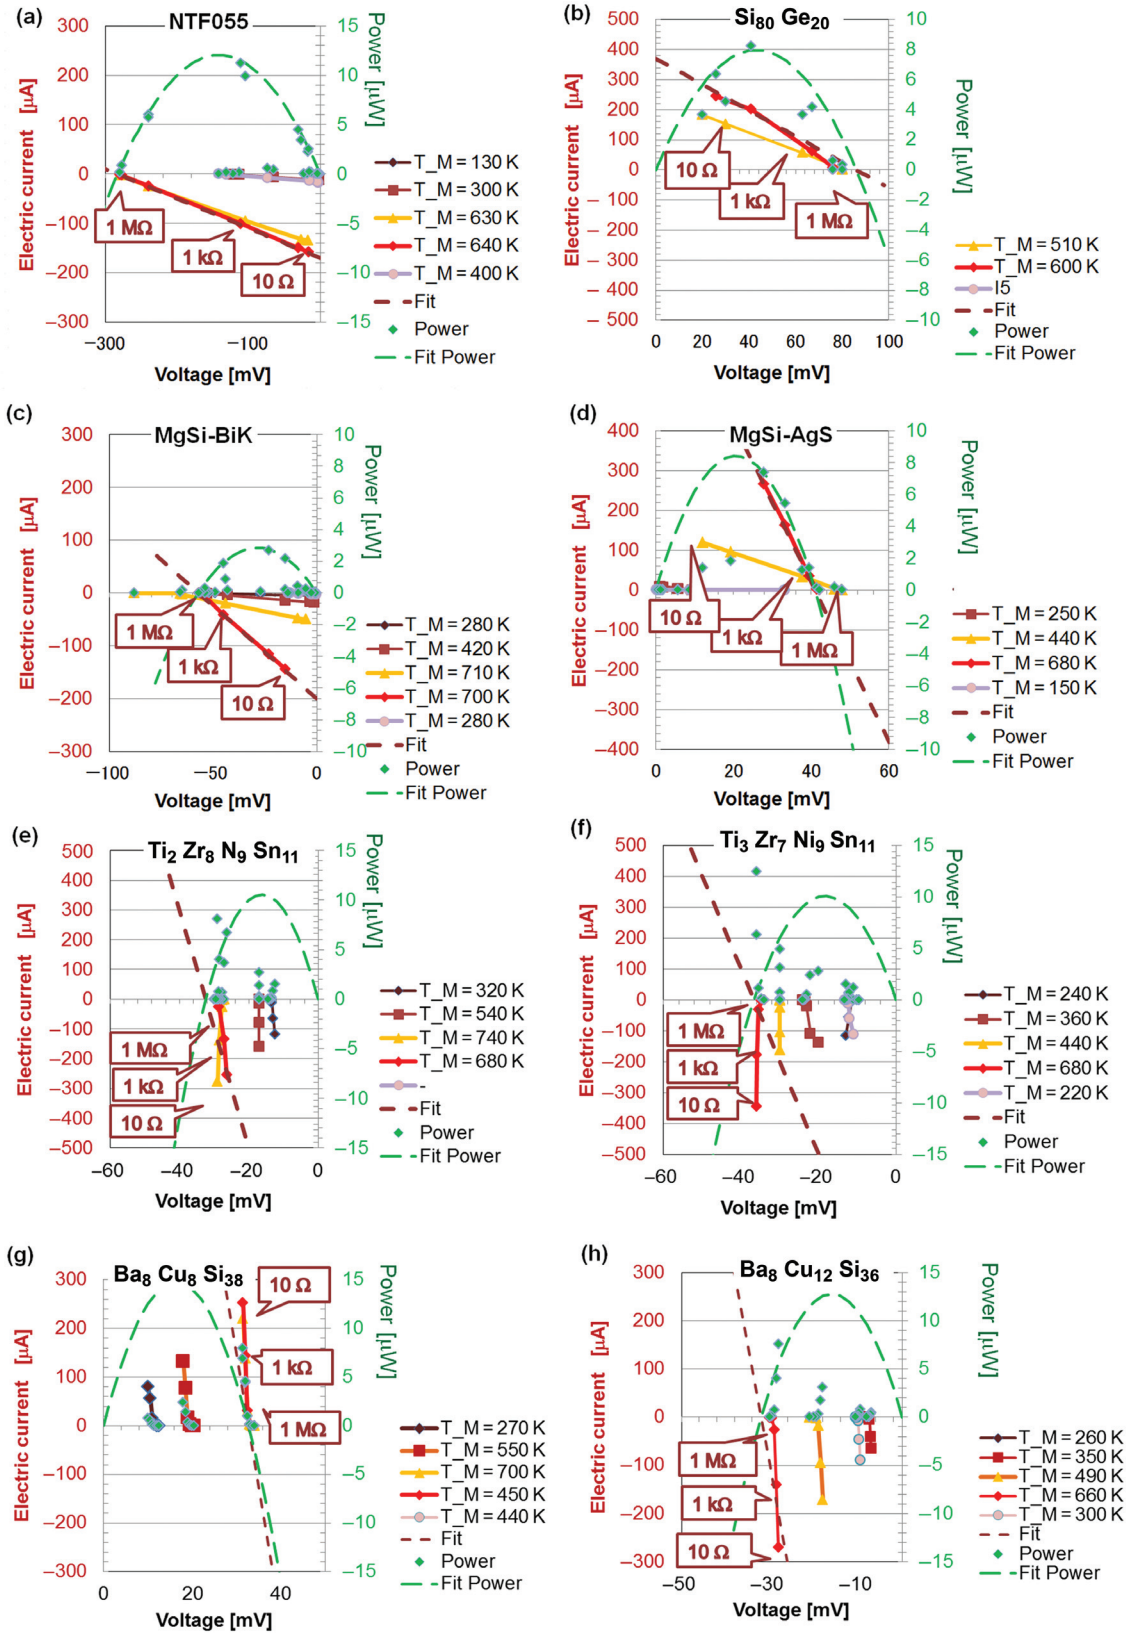 (a)
NTF055
300
200
100
0
−100
−200
−300
15
10
5
0
−5
−10
−15
−300
−100
Electric current [µA]
Power [µW]
Voltage [mV]
1 MΩ
1 kΩ
10 Ω
T_M = 130 K
T_M = 300 K
T_M = 630 K
T_M = 640 K
T_M = 400 K
Fit
Power
Fit Power
(b)
Si80 Ge20
500
400
300
200
100
0
− 100
− 200
− 300
− 400
− 500
10
8
6
4
2
0
−2
4
6
8
−10
0
20
40
60
80
100
Electric current [µA]
Power [µW]
Voltage [mV]
10 Ω
1 kΩ
1 MΩ
T_M = 510 K
T_M = 600 K
I5
Fit
Power
Fit Power
(c)
MgSi-BiK
300
200
100
0
−100
−200
−300
10
8
6
4
2
0
−2
−4
−6
−8
−10
−100
−50
0
Electric current [µA]
Power [µW]
Voltage [mV]
1 MΩ
1 kΩ
10 Ω
T_M = 280 K
T_M = 420 K
T_M = 710 K
T_M = 700 K
T_M = 280 K
Fit
Power
Fit Power
(d)
MgSi-AgS
400
300
200
100
0
−100
−200
−300
−400
10
8
6
4
2
0
−2
−4
−6
−8
−10
0
20
40
60
Electric current [µA]
Power [µW]
Voltage [mV]
10 Ω
1 kΩ
1 MΩ
T_M = 250 K
T_M = 440 K
T_M = 680 K
T_M = 150 K
Fit
Power
Fit Power
(e)
Ti2 Zr8 N9 Sn11
500
400
300
200
100
0
−100
−200
−300
−400
−500
15
10
5
0
−5
−10
−15
−60
−40
−20
0
Electric current [µA]
Power [µW]
Voltage [mV]
1 MΩ
1 kΩ
10 Ω
T_M = 320 K
T_M = 540 K
T_M = 740 K
T_M = 680 K
-
Fit
Power
Fit Power
(f)
Ti3 Zr7 Ni9 Sn11
500
400
300
200
100
0
−100
−200
−300
−400
−500
15
10
5
0
−5
−10
−15
−60
−40
−20
0
Electric current [µA]
Power [µW]
Voltage [mV]
1 MΩ
1 kΩ
10 Ω
T_M = 240 K
T_M = 360 K
T_M = 440 K
T_M = 680 K
T_M = 220 K
Fit
Power
Fit Power
(g)
Ba8 Cu8 Si38
300
200
100
0
−100
−200
−300
15
10
5
0
−5
−10
−15
0
20
40
Electric current [µA]
Power [µW]
Voltage [mV]
10 Ω
1 kΩ
1 MΩ
T_M = 270 K
T_M = 550 K
T_M = 700 K
T_M = 450 K
T_M = 440 K
Fit
Power
Fit Power
(h)
Ba8 Cu12 Si36
300
200
100
0
−100
−200
−300
15
10
5
0
−5
−10
−15
−50
−30
−10
Electric current [µA]
Power [µW]
Voltage [mV]
1 MΩ
1 kΩ
10 Ω
T_M = 260 K
T_M = 350 K
T_M = 490 K
T_M = 660 K
T_M = 300 K
Fit
Power
Fit Power